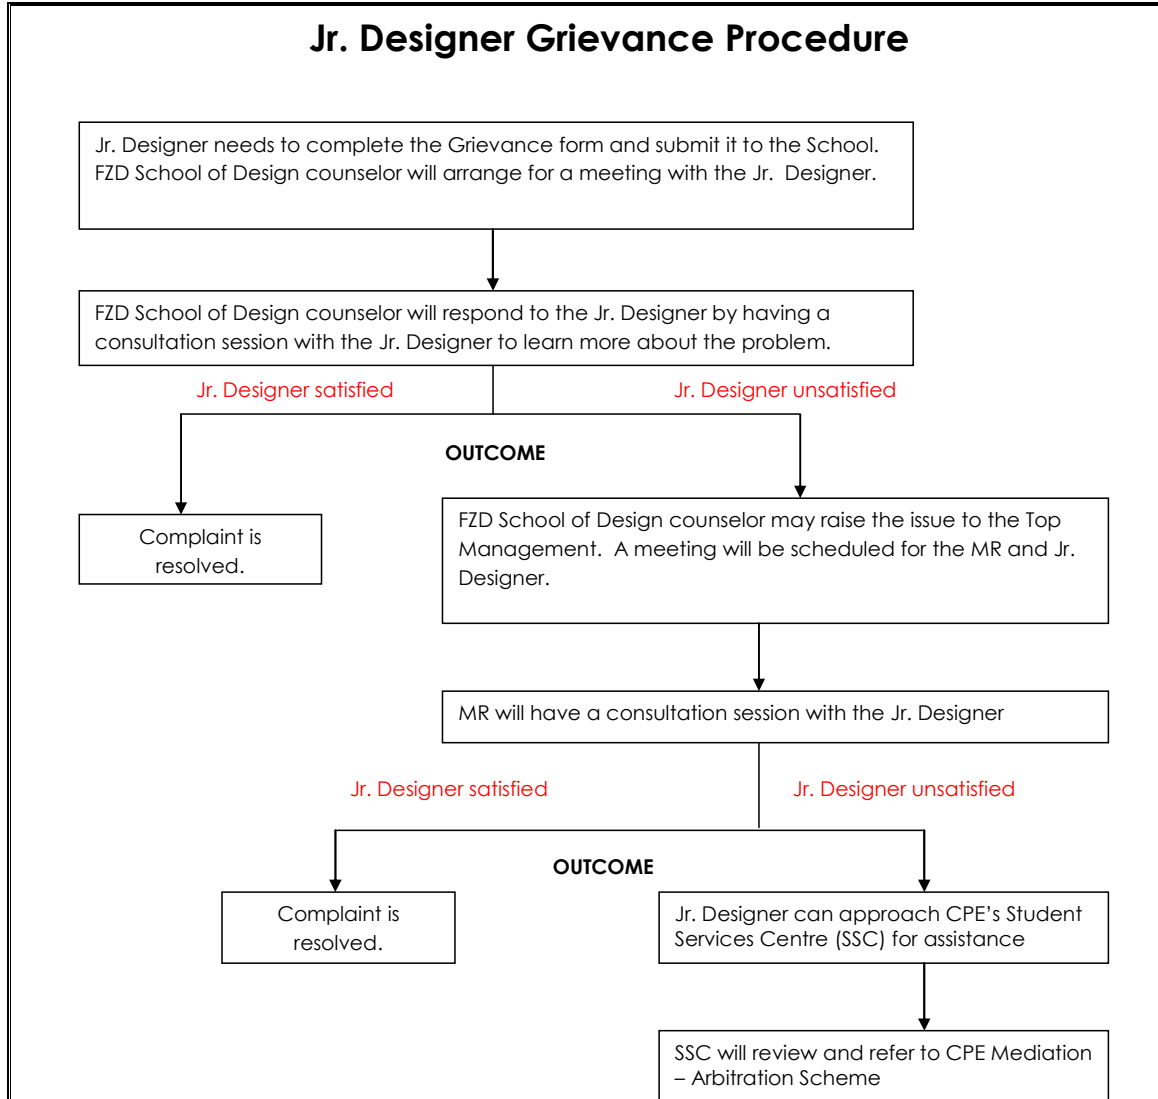 Jr. Designer Grievance Procedure
Jr. Designer needs to complete the Grievance form and submit it to the School.
FZD School of Design counselor will arrange for a meeting with the Jr.  Designer.
FZD School of Design counselor will respond to the Jr. Designer by having a
consultation session with the Jr. Designer to learn more about the problem.
Jr. Designer satisfied
Jr. Designer unsatisfied
OUTCOME
Complaint is
resolved.
FZD School of Design counselor may raise the issue to the Top
Management.  A meeting will be scheduled for the MR and Jr.
Designer.
MR will have a consultation session with the Jr. Designer
Jr. Designer satisfied
Jr. Designer unsatisfied
OUTCOME
Complaint is
resolved.
Jr. Designer can approach CPE’s Student
Services Centre (SSC) for assistance
SSC will review and refer to CPE Mediation
– Arbitration Scheme